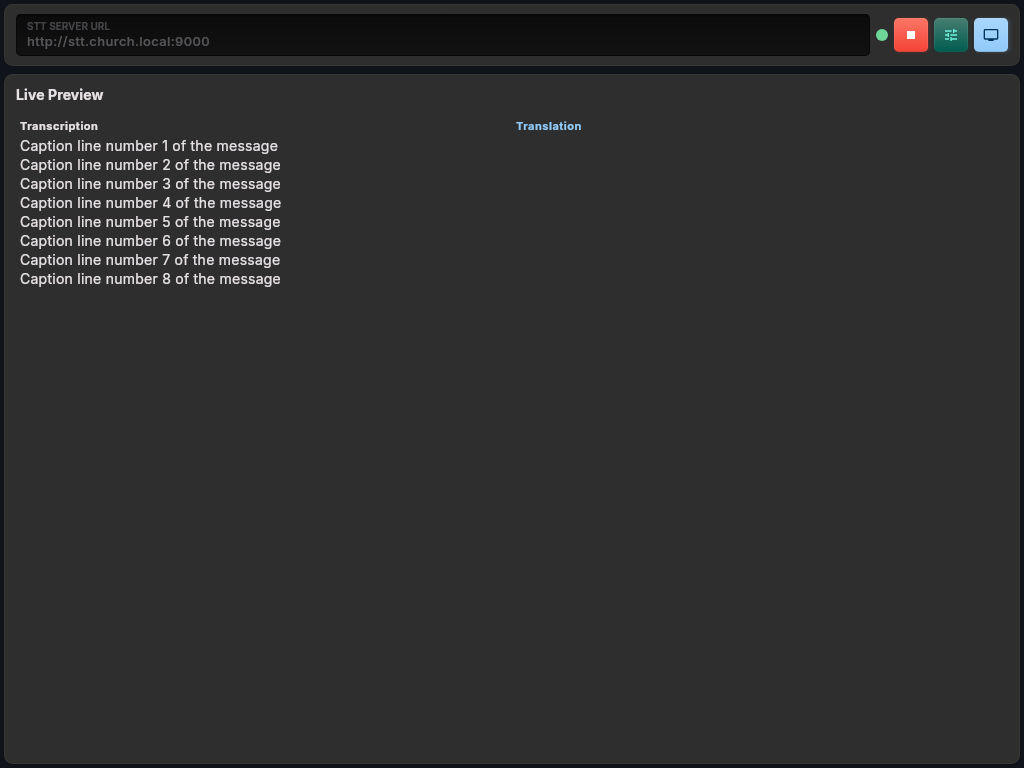 STT SERVER URL
http://stt.church.local:9000
Live Preview
Transcription
Translation
Caption line number 1 of the message
Caption line number 2 of the message
Caption line number 3 of the message
Caption line number 4 of the message
Caption line number 5 of the message
Caption line number 6 of the message
Caption line number 7 of the message
Caption line number 8 of the message